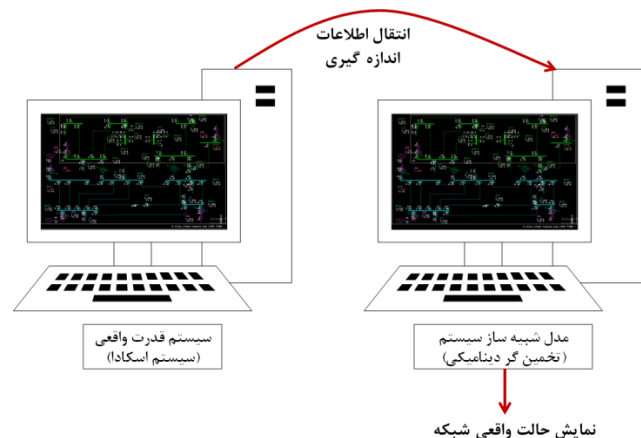 انتقال اطلاعات
اندازه گیری
سیستم قدرت واقعی
(سیستم اسکادا)
مدل شبیه ساز سیستم
(تخمین گر دینامیکی)
نمایش حالت واقعی شبکه